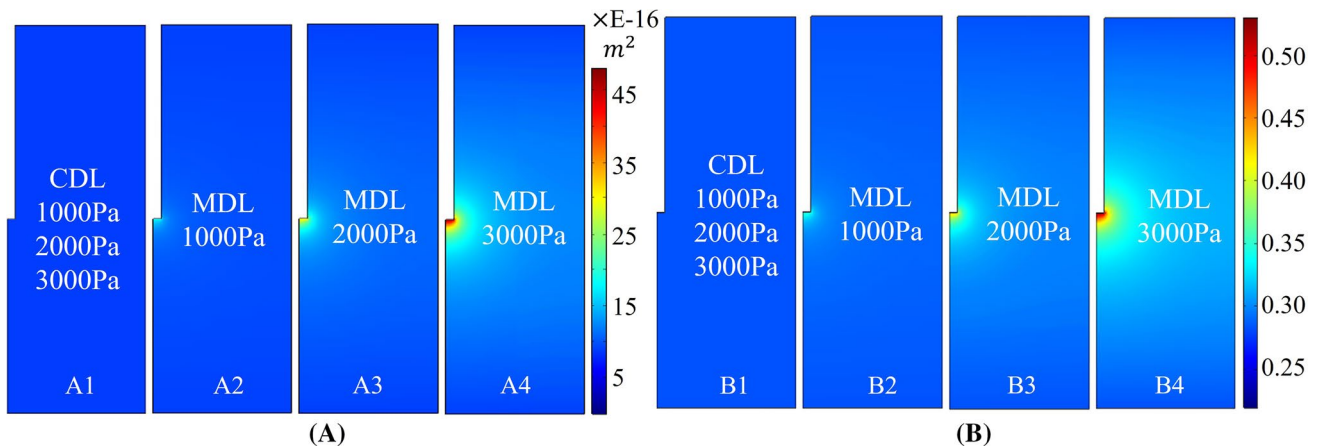 CDL
1000Pa
2000Pa
3000Pa
A1
MDL
1000Pa
A2
MDL
2000Pa
A3
MDL
3000Pa
A4
×E-16
m²
45
35
25
15
5
(A)
CDL
1000Pa
2000Pa
3000Pa
B1
MDL
1000Pa
B2
MDL
2000Pa
B3
MDL
3000Pa
B4
0.50
0.45
0.40
0.35
0.30
0.25
(B)